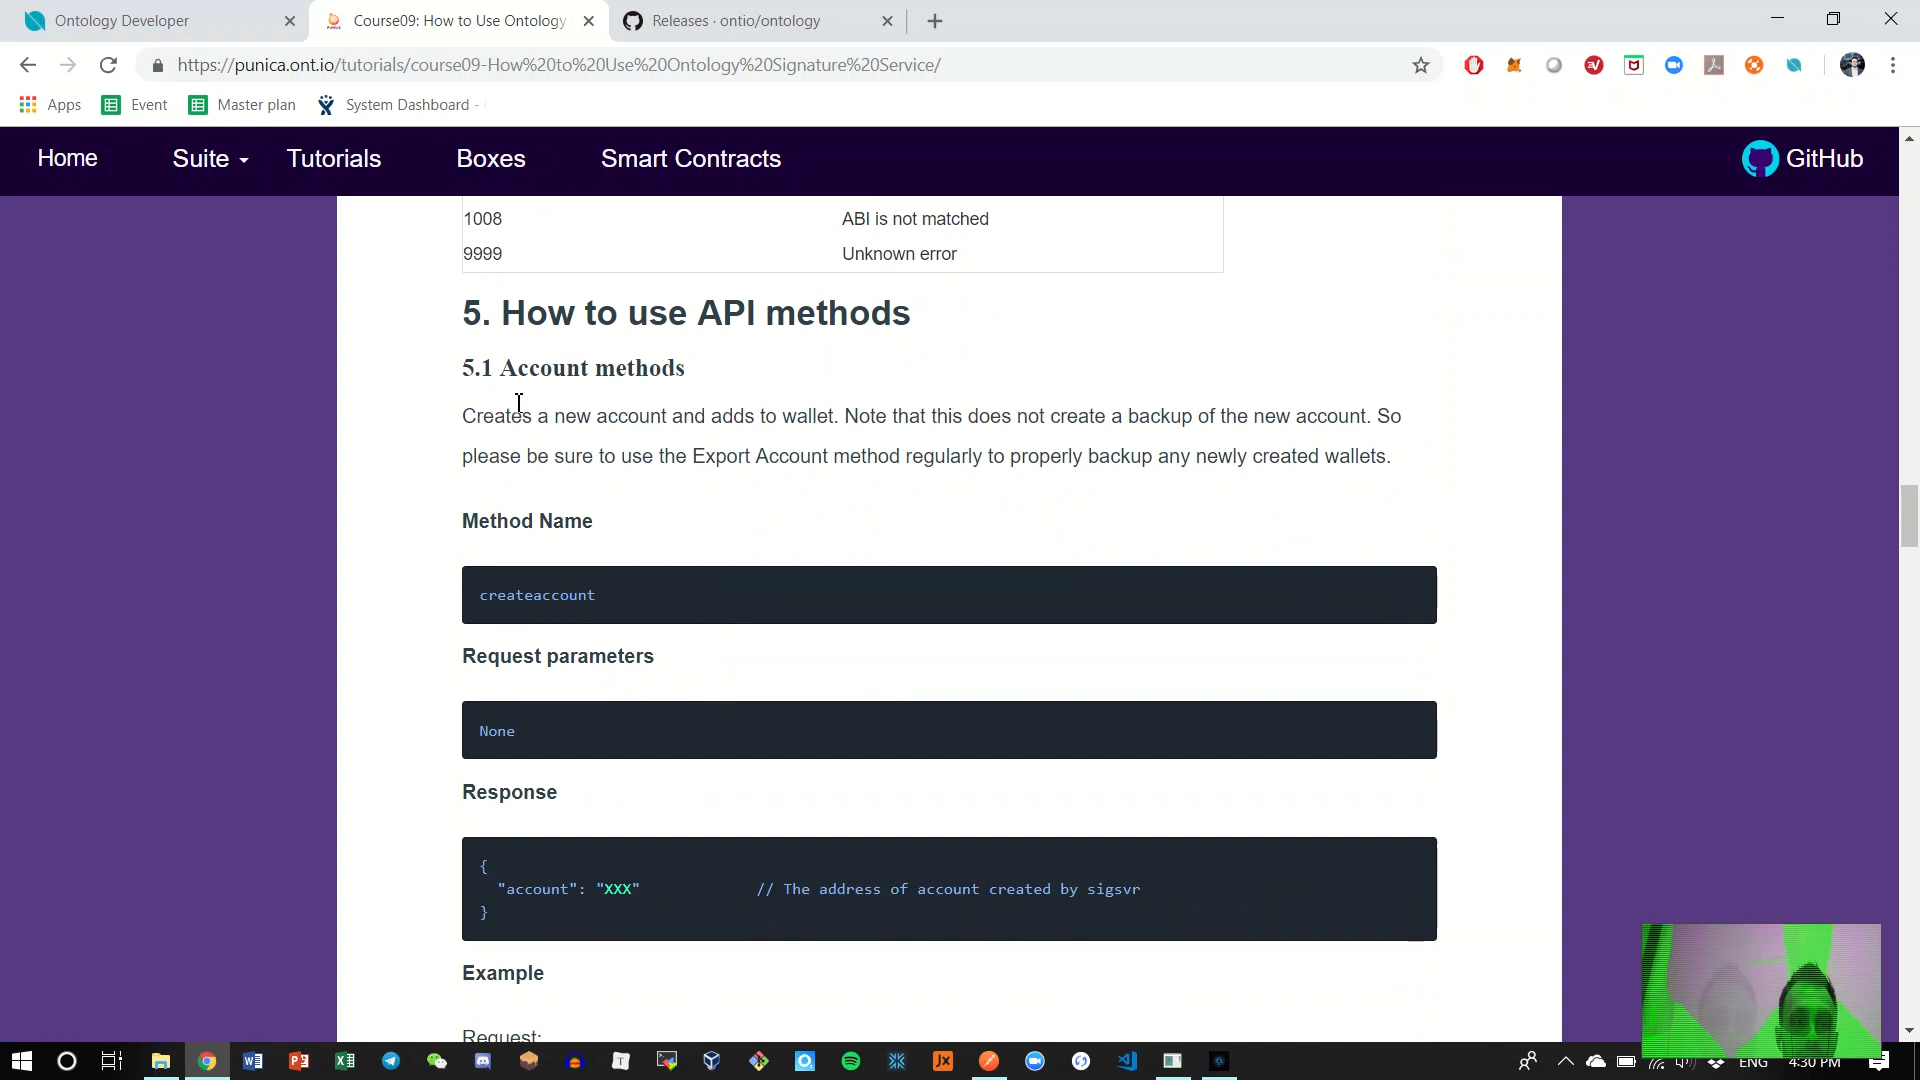 Ontology Developer
Course09: How to Use Ontology
Releases · ontio/ontology
https://punica.ont.io/tutorials/course09-How%20to%20Use%20Ontology%20Signature%20Service/
Apps
Event
Master plan
System Dashboard -
Home
Suite
Tutorials
Boxes
Smart Contracts
GitHub
1008 ABI is not matched
9999 Unknown error
5. How to use API methods
5.1 Account methods
Creates a new account and adds to wallet. Note that this does not create a backup of the new account. So
please be sure to use the Export Account method regularly to properly backup any newly created wallets.
Method Name
createaccount
Request parameters
None
Response
{
"account": "XXX" // The address of account created by sigsvr
}
Example
Request:
ENG
4:30 PM